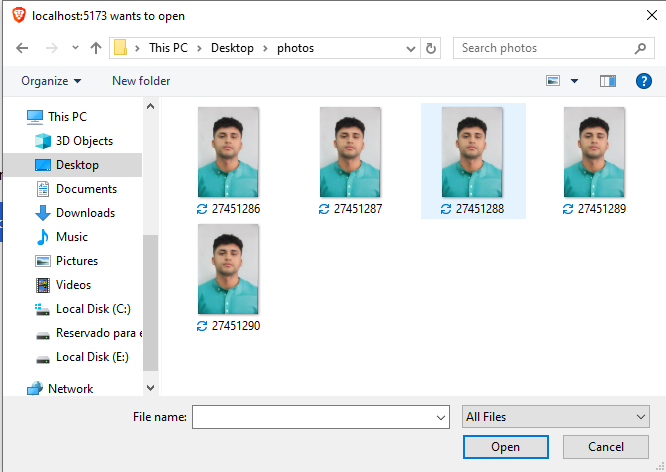 localhost:5173 wants to open
This PC > Desktop > photos
Search photos
Organize
New folder
This PC
3D Objects
Desktop
Documents
Downloads
Music
Pictures
Videos
Local Disk (C:)
Reservado para e
Local Disk (E:)
Network
27451286
27451287
27451288
27451289
27451290
File name:
All Files
Open
Cancel